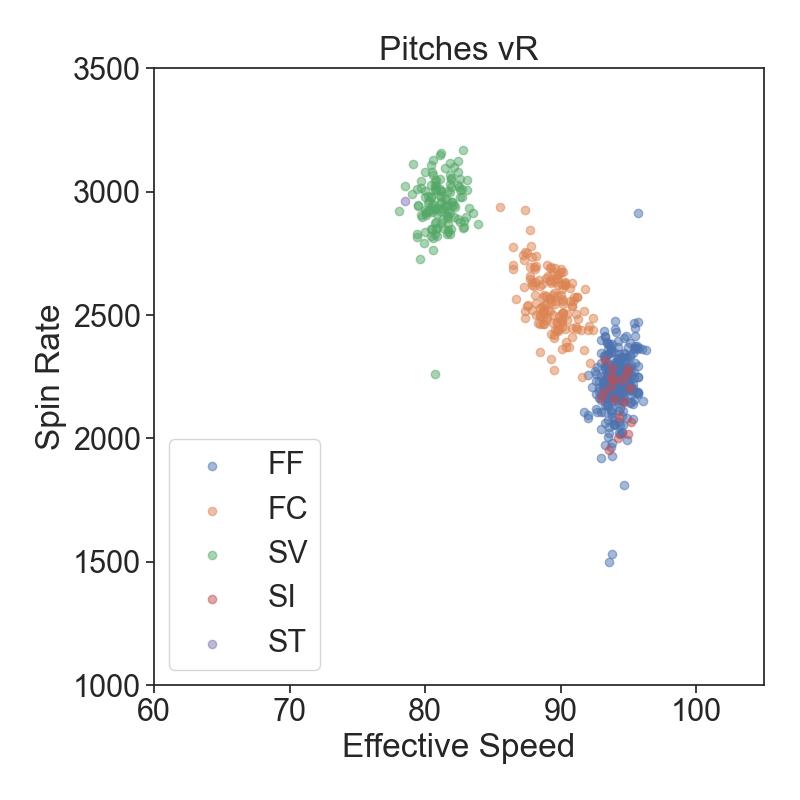 Pitches vR
3500
3000
2500
2000
1500
1000
Spin Rate
FF
FC
SV
SI
ST
60 70 80 90 100
Effective Speed